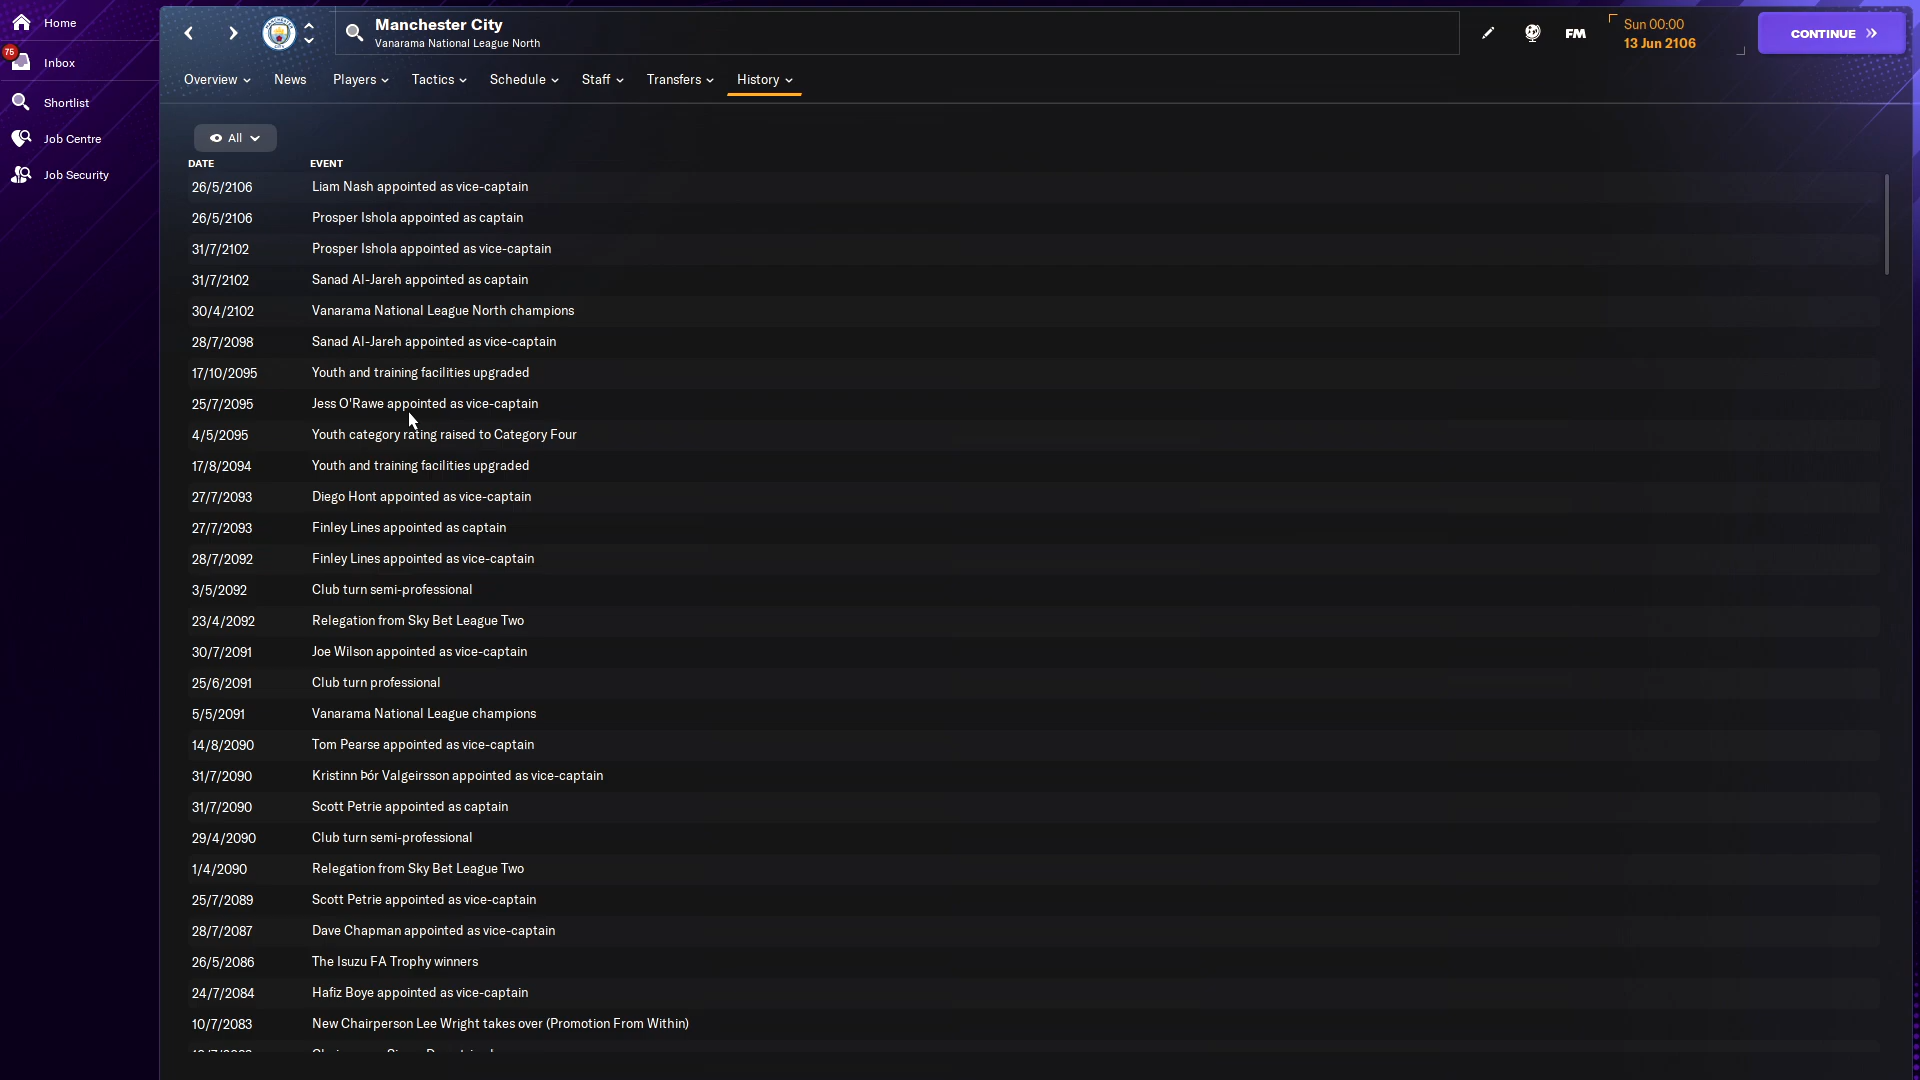 Home
75
Inbox
Shortlist
Job Centre
Job Security
Manchester City
Vanarama National League North
FM
Sun 00:00
13 Jun 2106
CONTINUE
Overview News Players Tactics Schedule Staff Transfers History
All
DATE EVENT
26/5/2106 Liam Nash appointed as vice-captain
26/5/2106 Prosper Ishola appointed as captain
31/7/2102 Prosper Ishola appointed as vice-captain
31/7/2102 Sanad Al-Jareh appointed as captain
30/4/2102 Vanarama National League North champions
28/7/2098 Sanad Al-Jareh appointed as vice-captain
17/10/2095 Youth and training facilities upgraded
25/7/2095 Jess O'Rawe appointed as vice-captain
4/5/2095 Youth category rating raised to Category Four
17/8/2094 Youth and training facilities upgraded
27/7/2093 Diego Hont appointed as vice-captain
27/7/2093 Finley Lines appointed as captain
28/7/2092 Finley Lines appointed as vice-captain
3/5/2092 Club turn semi-professional
23/4/2092 Relegation from Sky Bet League Two
30/7/2091 Joe Wilson appointed as vice-captain
25/6/2091 Club turn professional
5/5/2091 Vanarama National League champions
14/8/2090 Tom Pearse appointed as vice-captain
31/7/2090 Kristinn Þór Valgeirsson appointed as vice-captain
31/7/2090 Scott Petrie appointed as captain
29/4/2090 Club turn semi-professional
1/4/2090 Relegation from Sky Bet League Two
25/7/2089 Scott Petrie appointed as vice-captain
28/7/2087 Dave Chapman appointed as vice-captain
26/5/2086 The Isuzu FA Trophy winners
24/7/2084 Hafiz Boye appointed as vice-captain
10/7/2083 New Chairperson Lee Wright takes over (Promotion From Within)